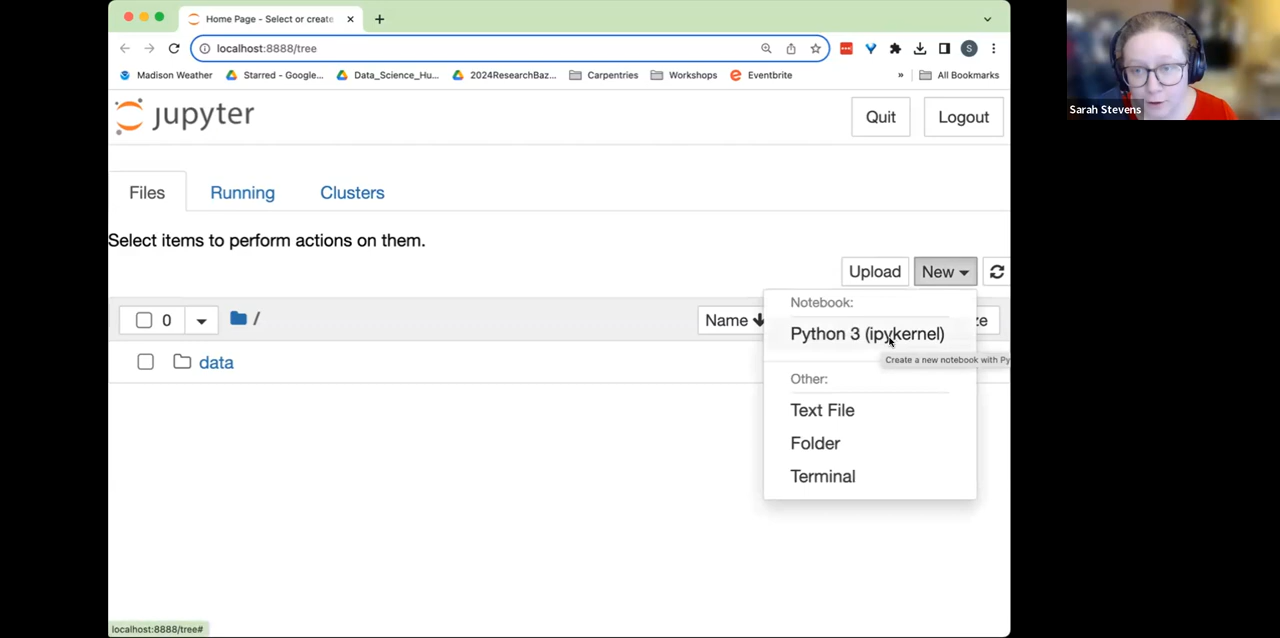 Home Page - Select or create
localhost:8888/tree
S
Madison Weather
Starred - Google...
Data_Science_Hu...
2024ResearchBaz...
Carpentries
Workshops
Eventbrite
»
All Bookmarks
jupyter
Quit
Logout
Files
Running
Clusters
Select items to perform actions on them.
Upload
New
0
/
Name
ze
Notebook:
Python 3 (ipykernel)
Create a new notebook with Py
data
Other:
Text File
Folder
Terminal
localhost:8888/tree#
Sarah Stevens